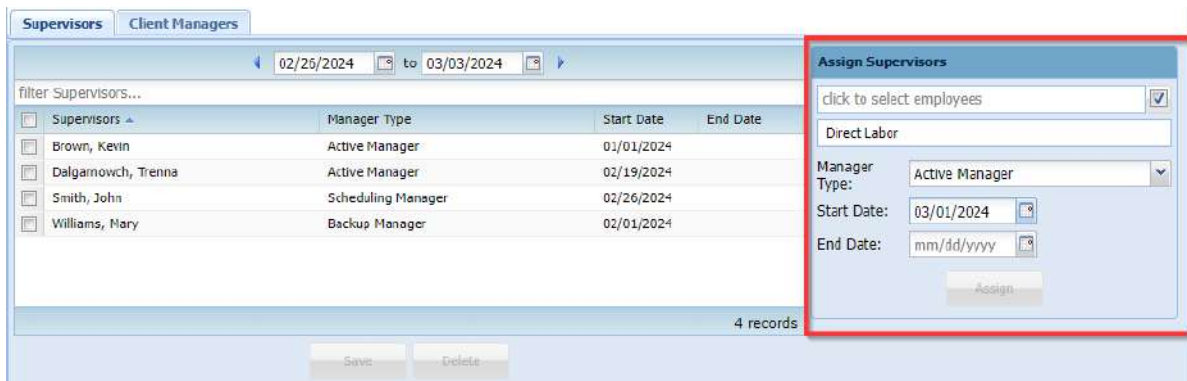 Supervisors Client Managers
02/26/2024 to 03/03/2024
filter Supervisors...
Supervisors Manager Type Start Date End Date
Brown, Kevin Active Manager 01/01/2024
Dalgarnowch, Trenna Active Manager 02/19/2024
Smith, John Scheduling Manager 02/26/2024
Williams, Mary Backup Manager 02/01/2024
4 records
Save Delete
Assign Supervisors
click to select employees
Direct Labor
Manager Type: Active Manager
Start Date: 03/01/2024
End Date: mm/dd/yyyy
Assign